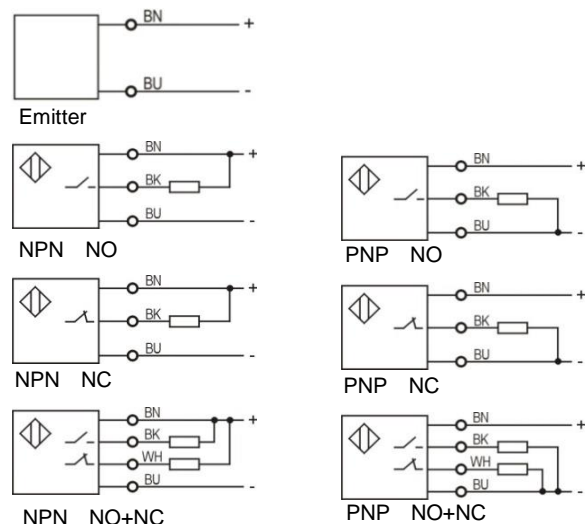 BN +
BU -
Emitter
BN +
BK
BU -
NPN NO
BN +
BK
BU -
PNP NO
BN +
BK
BU -
NPN NC
BN +
BK
BU -
PNP NC
BN +
BK
WH
BU -
NPN NO+NC
BN +
BK
WH
BU -
PNP NO+NC